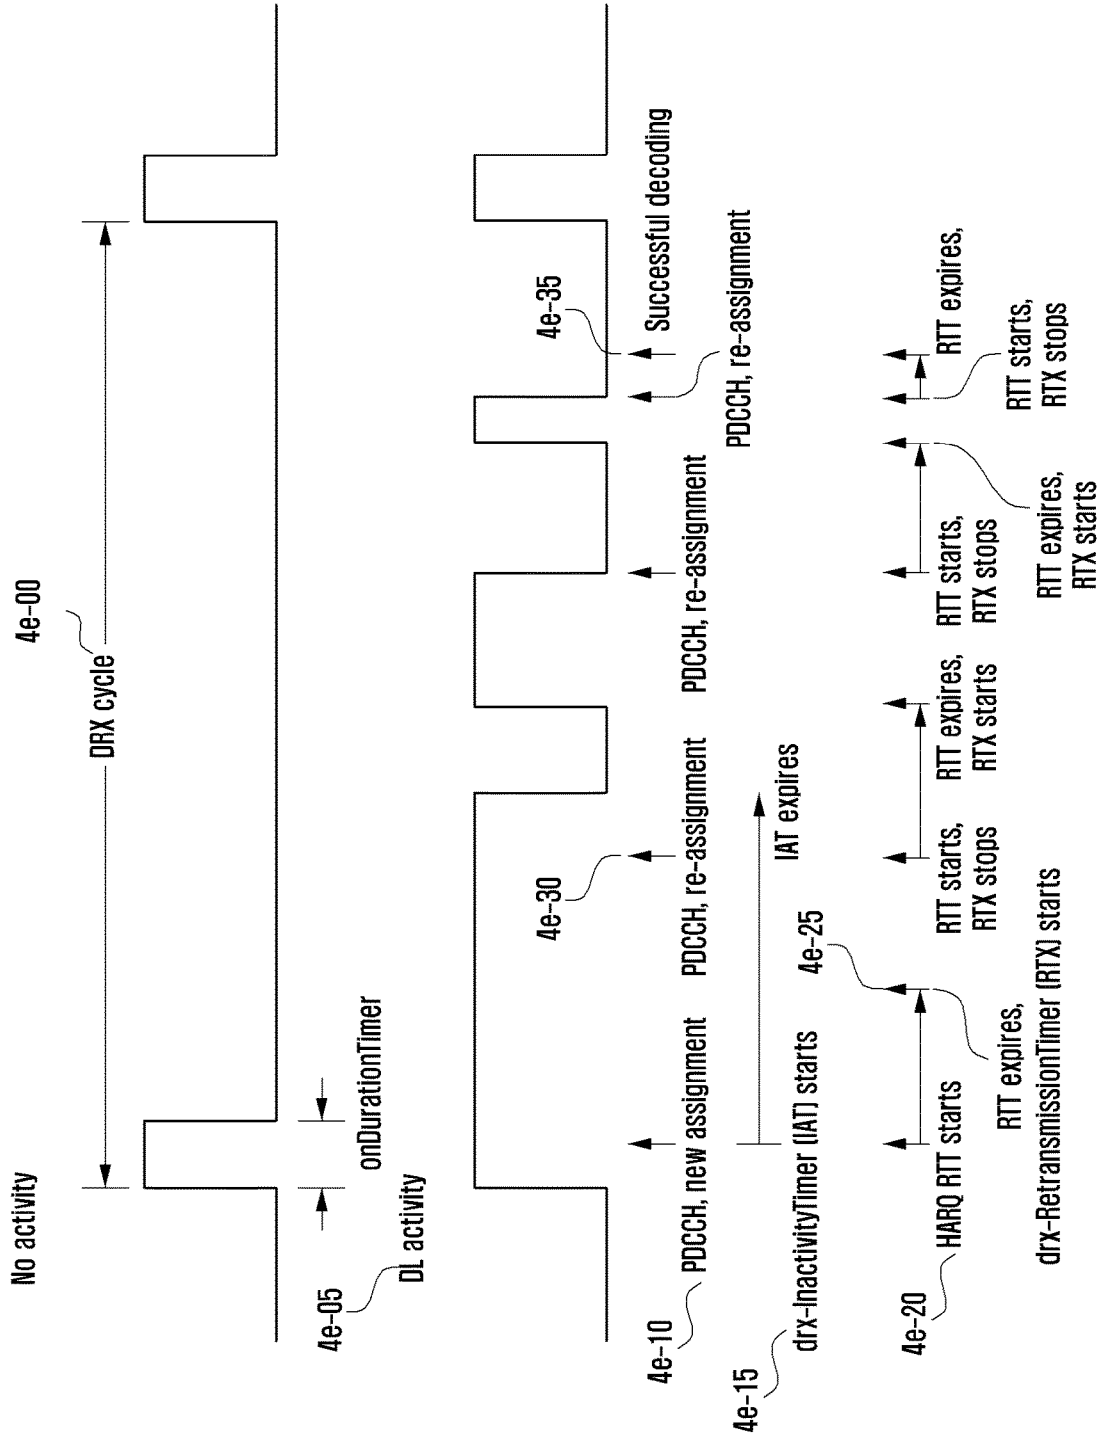 No activity
4e-00
DRX cycle
4e-05
onDurationTimer
DL activity
4e-35
Successful decoding
4e-30
4e-10
PDCCH, new assignment
PDCCH, re-assignment
PDCCH, re-assignment
PDCCH, re-assignment
IAT expires
4e-15
drx-InactivityTimer (IAT) starts
4e-25
4e-20
HARQ RTT starts
RTT expires,
drx-RetransmissionTimer (RTX) starts
RTT starts,
RTX stops
RTT expires,
RTX starts
RTT starts,
RTX stops
RTT expires,
RTX starts
RTT starts,
RTX stops
RTT expires,